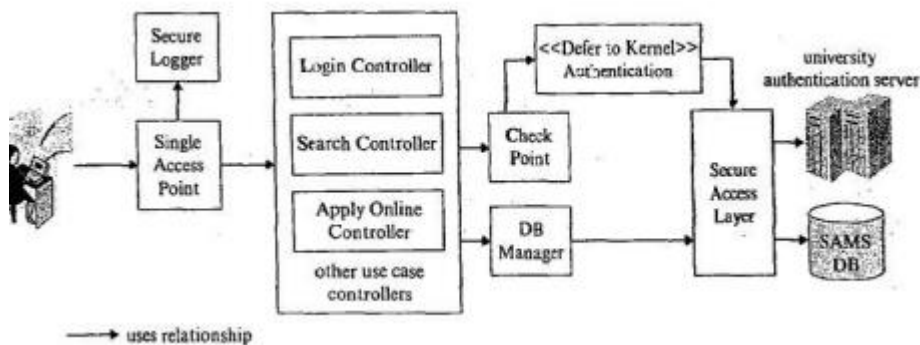 Secure
Logger
Single
Access
Point
Login Controller
Search Controller
Apply Online
Controller
other use case
controllers
<<Defer to Kernel>>
Authentication
Check
Point
DB
Manager
Secure
Access
Layer
university
authentication server
SAMS
DB
uses relationship